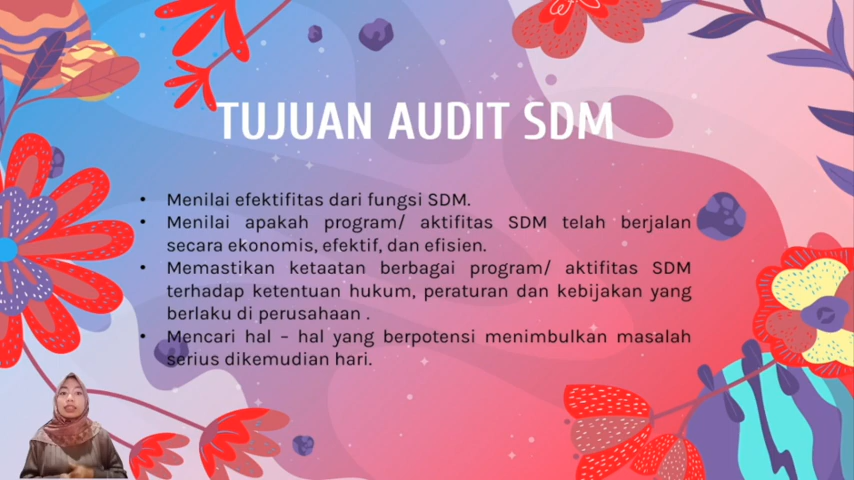 TUJUAN AUDIT SDM
• Menilai efektifitas dari fungsi SDM.
• Menilai apakah program/ aktifitas SDM telah berjalan
secara ekonomis, efektif, dan efisien.
• Memastikan ketaatan berbagai program/ aktifitas SDM
terhadap ketentuan hukum, peraturan dan kebijakan yang
berlaku di perusahaan .
• Mencari hal – hal yang berpotensi menimbulkan masalah
serius dikemudian hari.